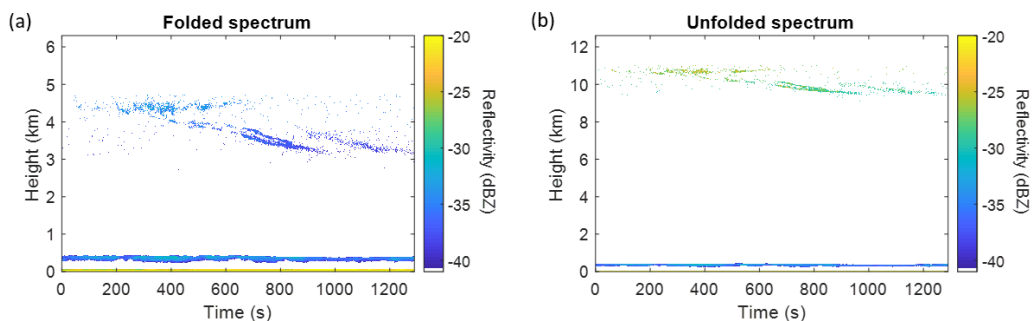 (a)
Folded spectrum
6
5
4
3
2
1
0
Height (km)
0 200 400 600 800 1000 1200
Time (s)
-20
-25
-30
-35
-40
Reflectivity (dBZ)
(b)
Unfolded spectrum
12
10
8
6
4
2
0
Height (km)
0 200 400 600 800 1000 1200
Time (s)
-20
-25
-30
-35
-40
Reflectivity (dBZ)